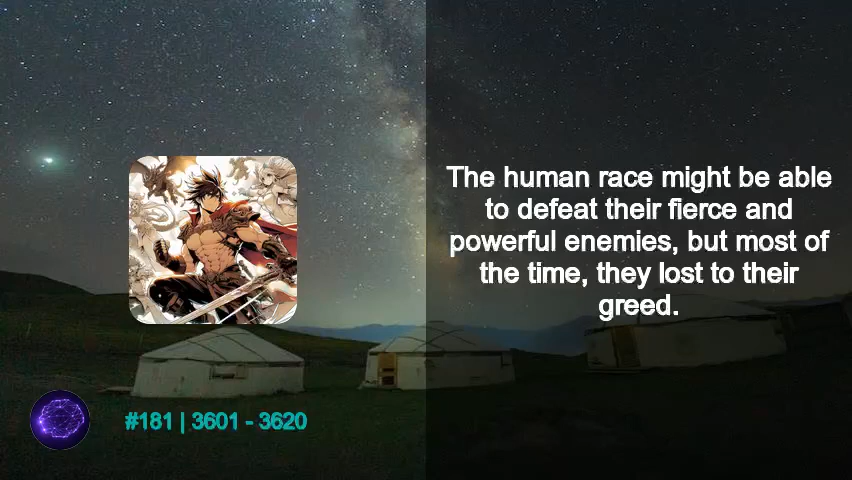 The human race might be able
to defeat their fierce and
powerful enemies, but most of
the time, they lost to their
greed.
#181 | 3601 - 3620